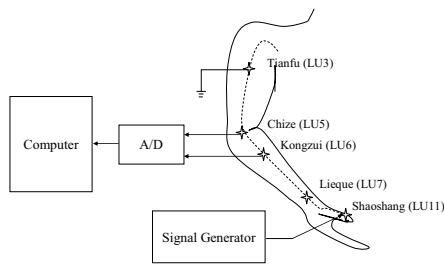 Tianfu (LU3)
Chize (LU5)
Kongzui (LU6)
Computer
A/D
Lieque (LU7)
Shaoshang (LU11)
Signal Generator